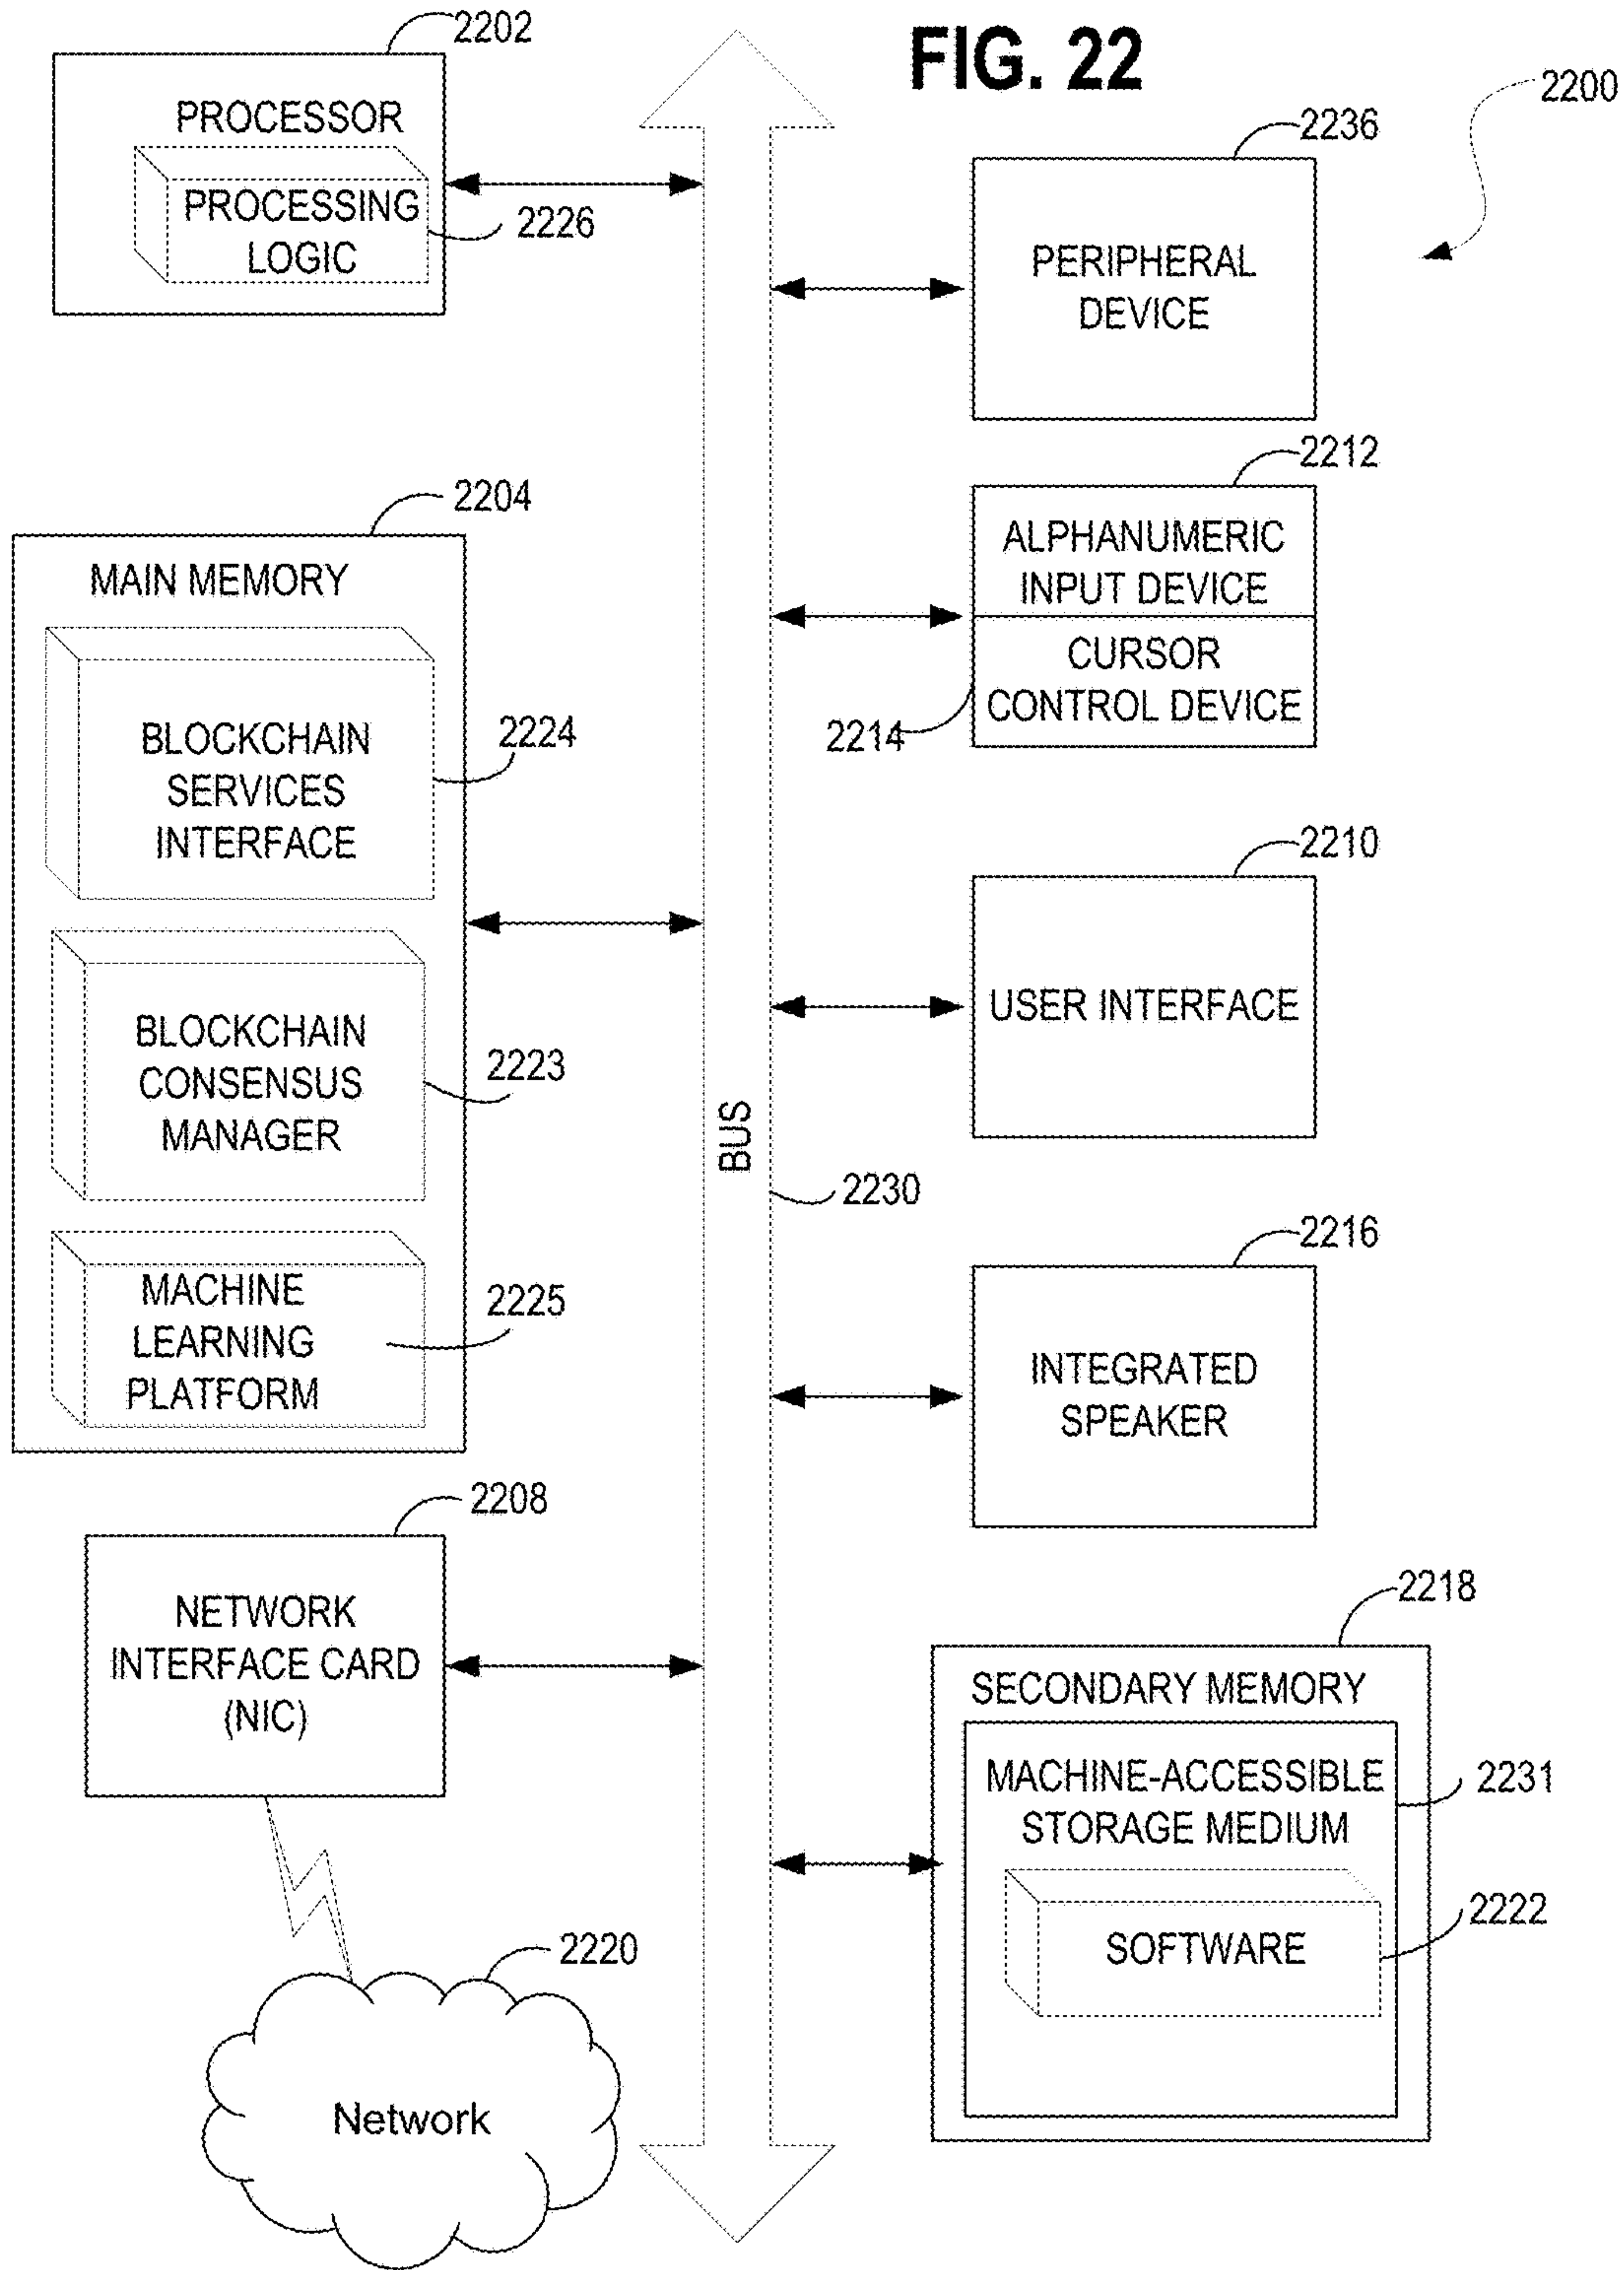 FIG. 22
2200
2202
PROCESSOR
PROCESSING
LOGIC
2226
2204
MAIN MEMORY
BLOCKCHAIN
SERVICES
INTERFACE
2224
BLOCKCHAIN
CONSENSUS
MANAGER
2223
MACHINE
LEARNING
PLATFORM
2225
2208
NETWORK
INTERFACE CARD
(NIC)
2220
Network
BUS
2230
2236
PERIPHERAL
DEVICE
2212
ALPHANUMERIC
INPUT DEVICE
CURSOR
CONTROL DEVICE
2214
2210
USER INTERFACE
2216
INTEGRATED
SPEAKER
2218
SECONDARY MEMORY
MACHINE-ACCESSIBLE
STORAGE MEDIUM
2231
SOFTWARE
2222